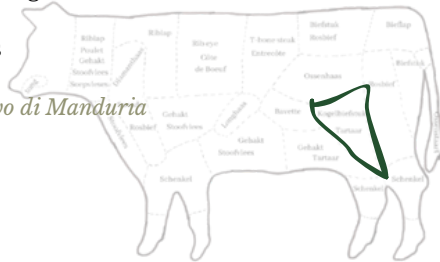 o di Manduria
Riblap
Poulet
Gehakt
Stoofvlees
Soepvlees
Riblap
Ribeye
Côte
de Boeuf
T-bone steak
Entrecôte
Biefstuk
Rosbief
Bieflap
Biefstuk
Ossenhaas
Rosbief
Longhaas
Bavette
Kogelbiefstuk
Tartaar
Gehakt
Stoofvlees
Rosbief
Gehakt
Stoofvlees
Gehakt
Tartaar
Schenkel
Schenkel
Schenkel